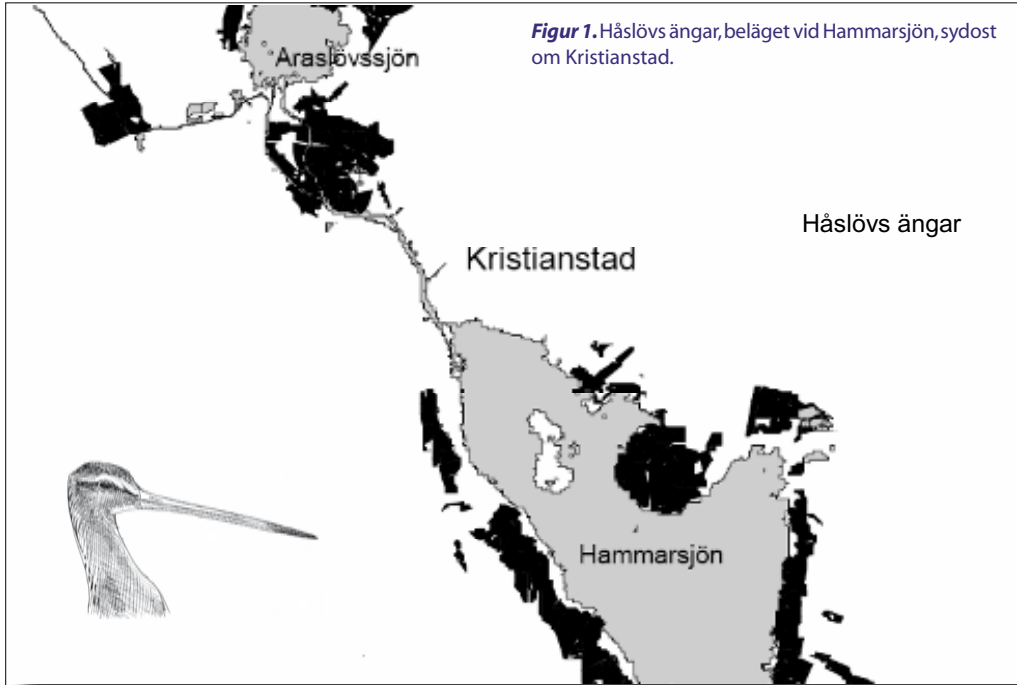 Figur 1. Håslövs ängar, beläget vid Hammarsjön, sydost
om Kristianstad.
Araslövssjön
Håslövs ängar
Kristianstad
Hammarsjön